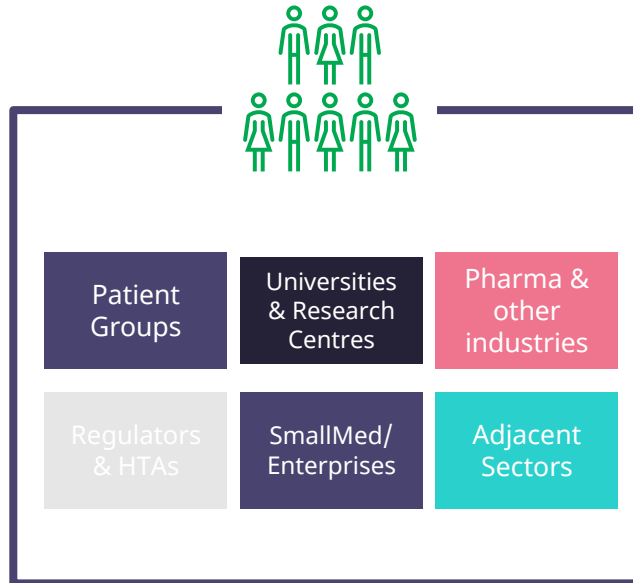 Patient
Groups
Universities
& Research
Centres
Pharma &
other
industries
Regulators
& HTAs
SmallMed/
Enterprises
Adjacent
Sectors